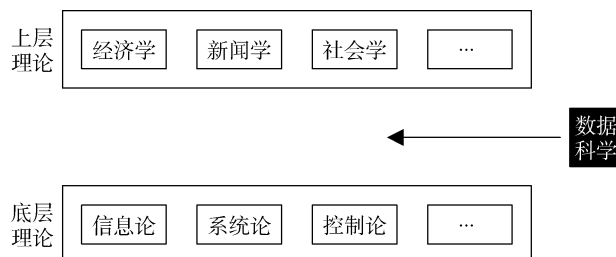 上层
理论
经济学 新闻学 社会学 …
数据
科学
底层
理论
信息论 系统论 控制论 …